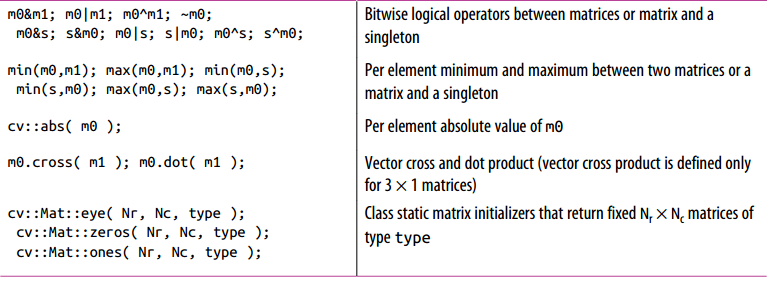 m0&m1; m0|m1; m0^m1; ~m0;
m0&s; s&m0; m0|s; s|m0; m0^s; s^m0;
Bitwise logical operators between matrices or matrix and a
singleton
min(m0,m1); max(m0,m1); min(m0,s);
min(s,m0); max(m0,s); max(s,m0);
Per element minimum and maximum between two matrices or a
matrix and a singleton
cv::abs( m0 );
Per element absolute value of m0
m0.cross( m1 ); m0.dot( m1 );
Vector cross and dot product (vector cross product is defined only
for 3 × 1 matrices)
cv::Mat::eye( Nr, Nc, type );
cv::Mat::zeros( Nr, Nc, type );
cv::Mat::ones( Nr, Nc, type );
Class static matrix initializers that return fixed Nr × Nc matrices of
type type